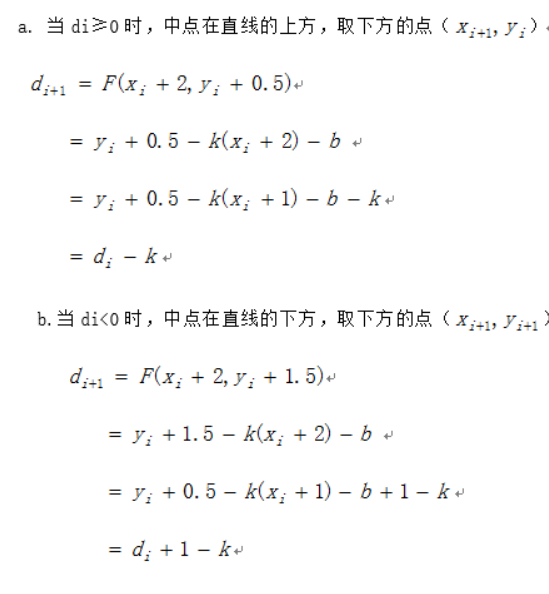 a. 当 di≥0 时，中点在直线的上方，取下方的点（ x_{i+1}, y_i）↵
d_{i+1} = F(x_i + 2, y_i + 0.5)↵
= y_i + 0.5 − k(x_i + 2) − b ↵
= y_i + 0.5 − k(x_i + 1) − b − k↵
= d_i − k↵
b.当 di<0 时，中点在直线的下方，取下方的点（ x_{i+1}, y_{i+1}）
d_{i+1} = F(x_i + 2, y_i + 1.5)↵
= y_i + 1.5 − k(x_i + 2) − b ↵
= y_i + 0.5 − k(x_i + 1) − b + 1 − k↵
= d_i + 1 − k↵